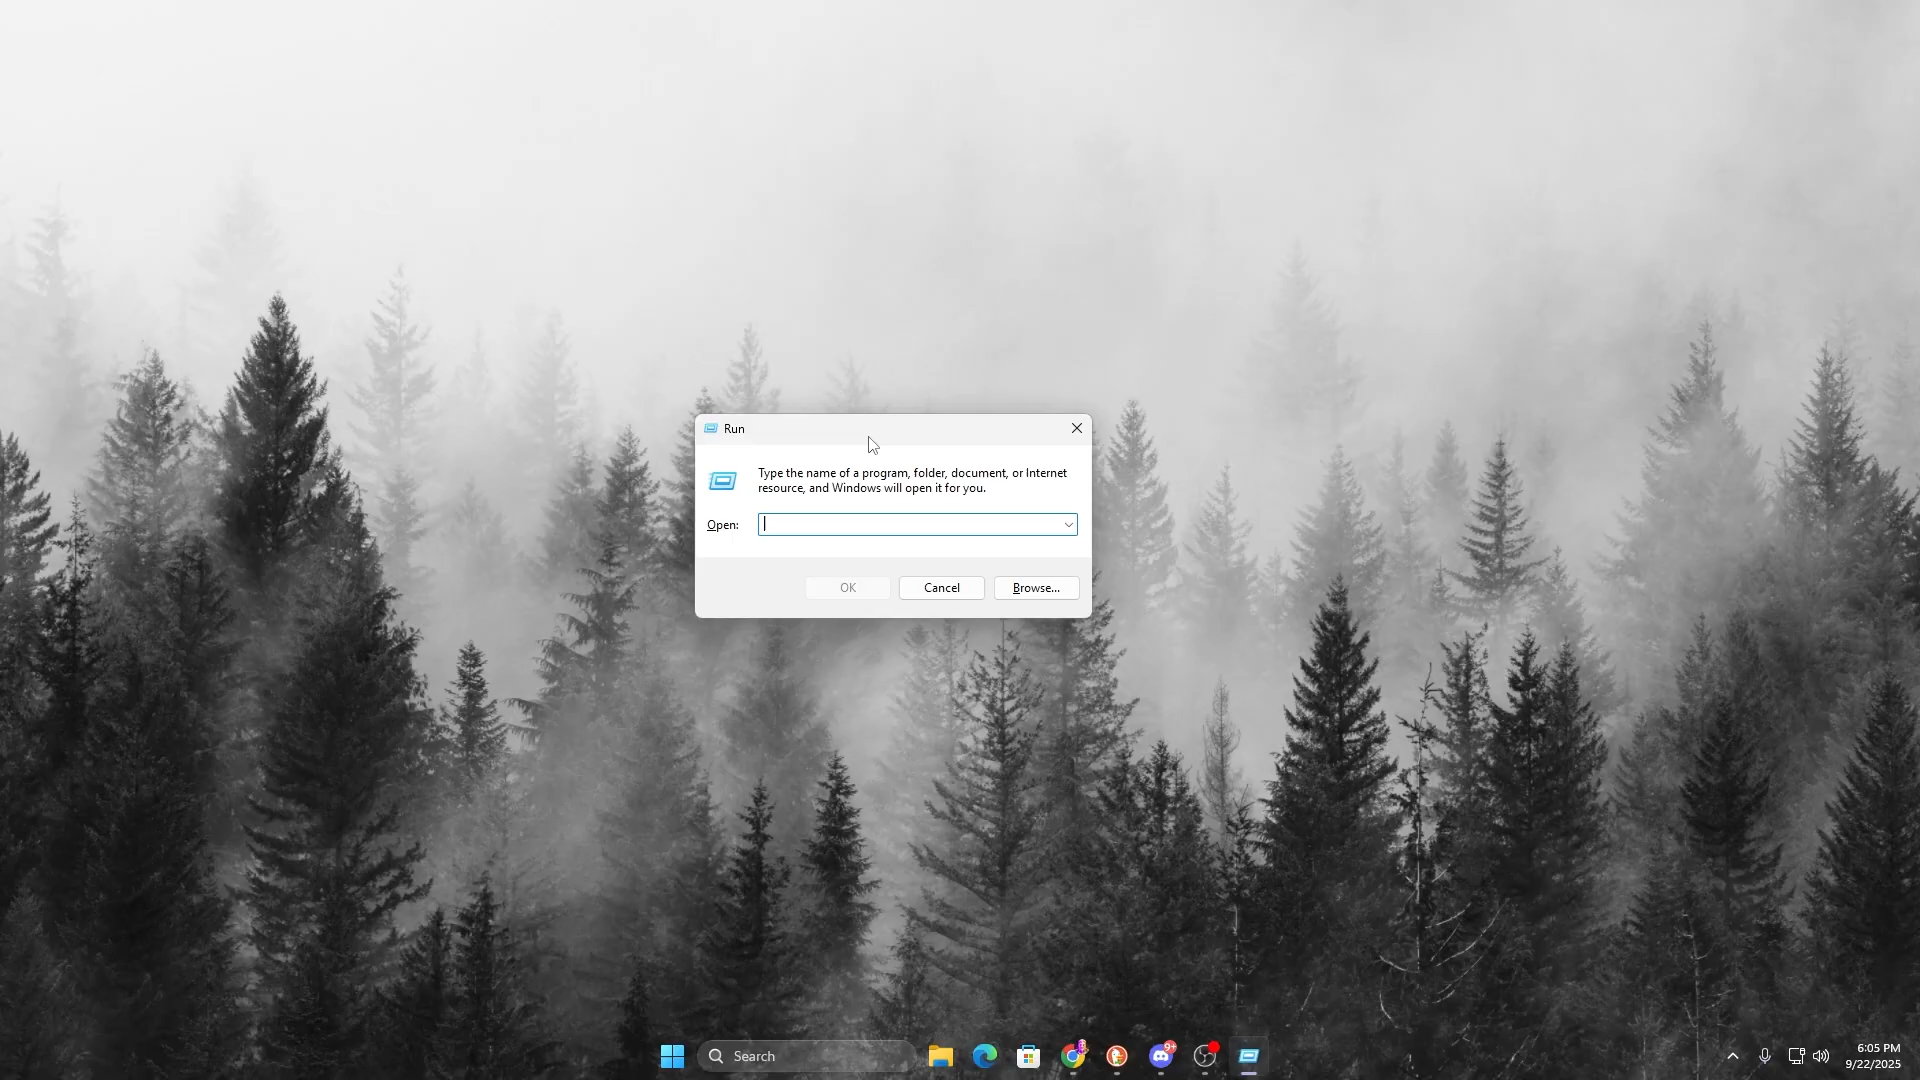 Run
Type the name of a program, folder, document, or Internet
resource, and Windows will open it for you.
Open:
OK
Cancel
Browse...
Search
9+
6:05 PM
9/22/2025